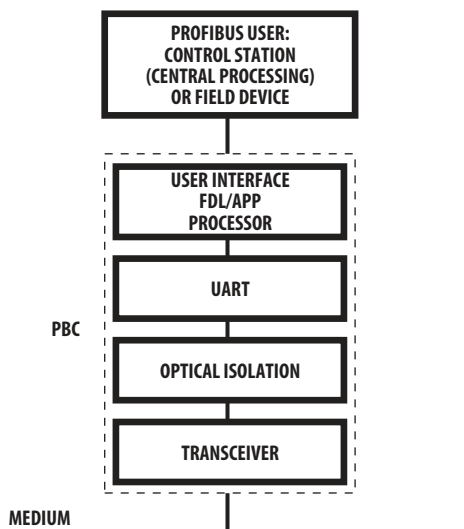 PROFIBUS USER:
CONTROL STATION
(CENTRAL PROCESSING)
OR FIELD DEVICE
USER INTERFACE
FDL/APP
PROCESSOR
UART
PBC
OPTICAL ISOLATION
TRANSCEIVER
MEDIUM